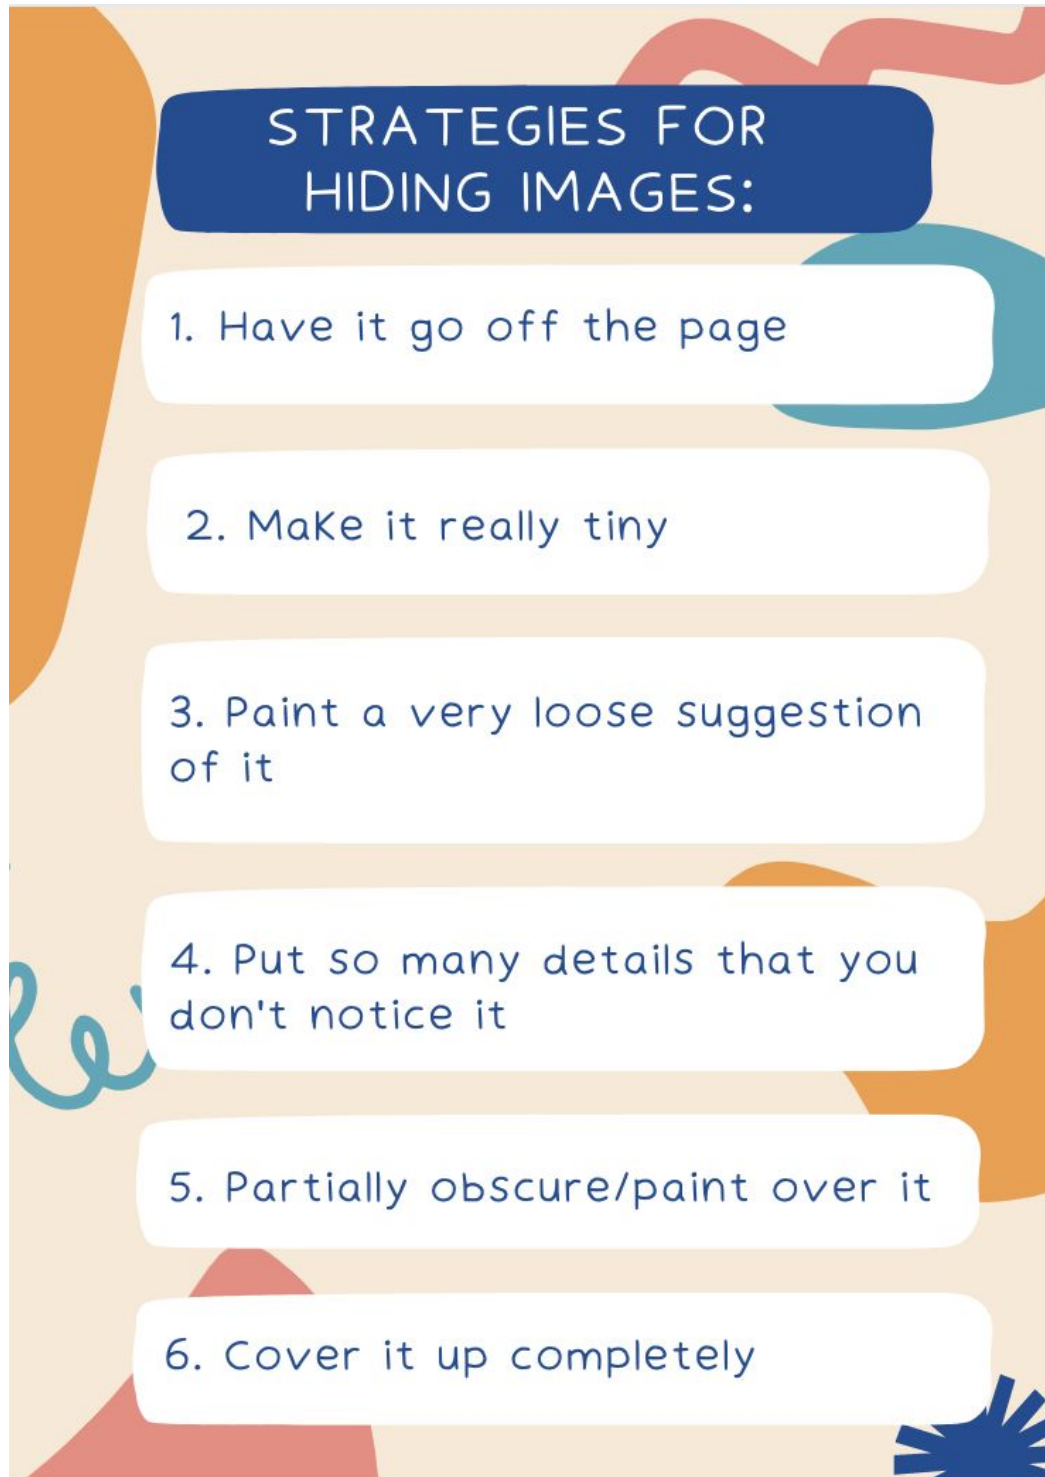 STRATEGIES FOR
HIDING IMAGES:
1. Have it go off the page
2. Make it really tiny
3. Paint a very loose suggestion
of it
4. Put so many details that you
don't notice it
5. Partially obscure/paint over it
6. Cover it up completely